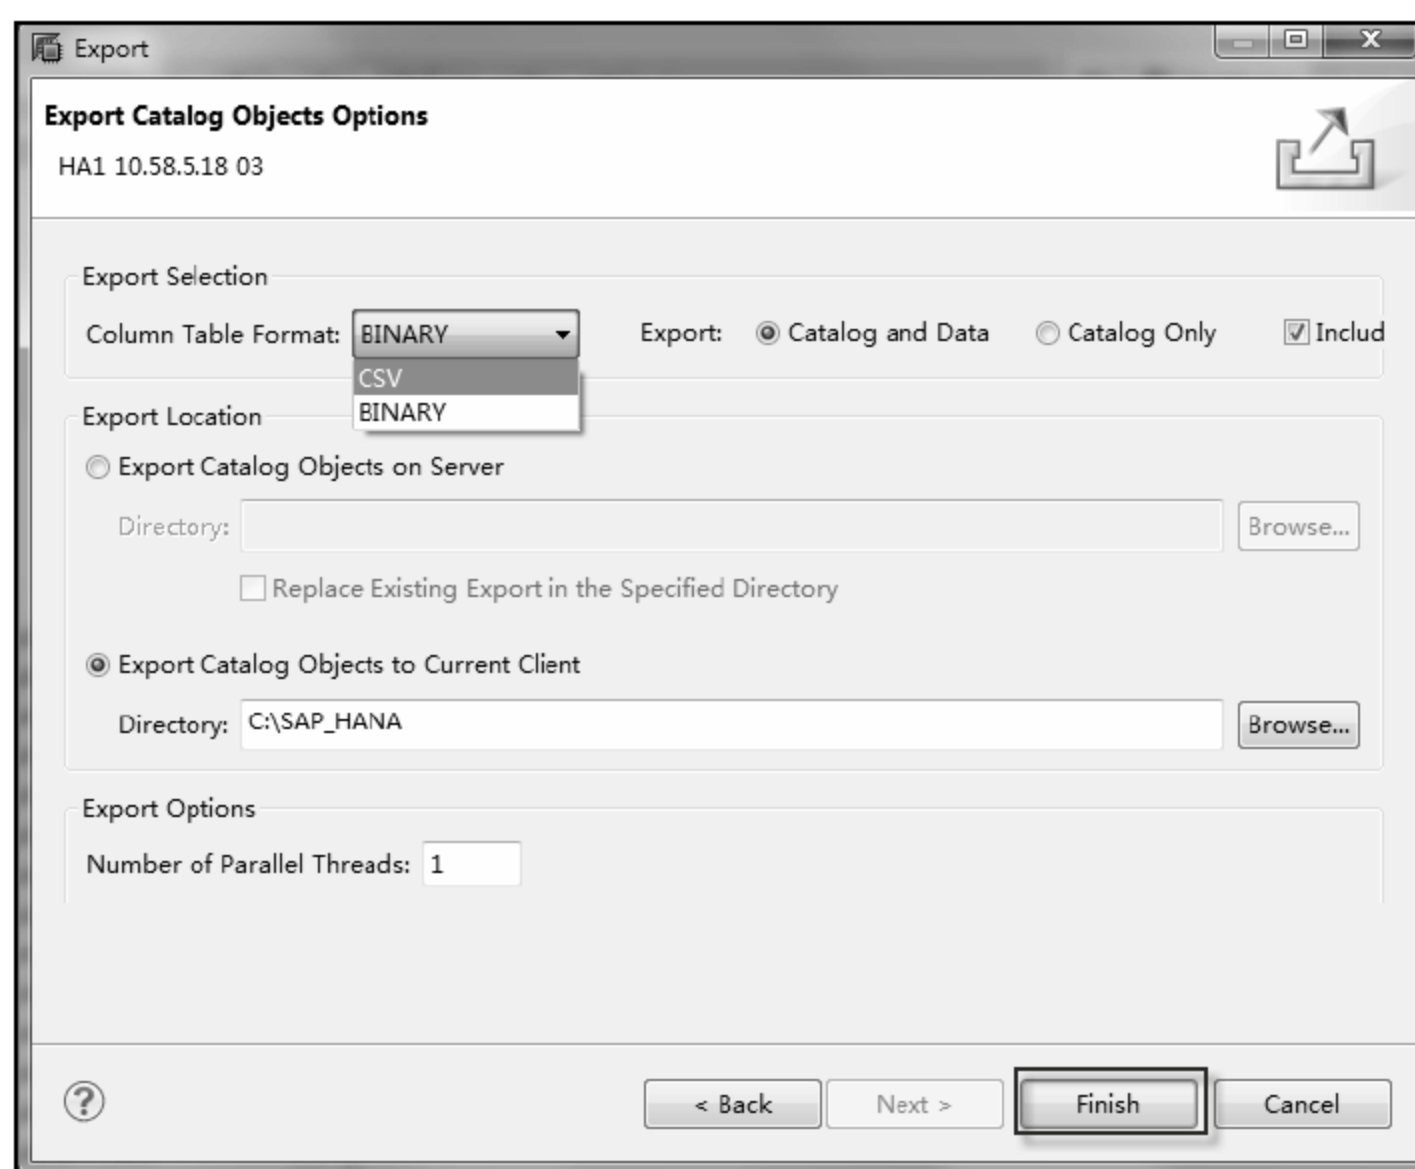 Export
Export Catalog Objects Options
HA1 10.58.5.18 03
Export Selection
Column Table Format: BINARY Export: Catalog and Data Catalog Only Includ
CSV
BINARY
Export Location
Export Catalog Objects on Server
Directory: Browse...
Replace Existing Export in the Specified Directory
Export Catalog Objects to Current Client
Directory: C:\SAP_HANA Browse...
Export Options
Number of Parallel Threads: 1
? < Back Next > Finish Cancel